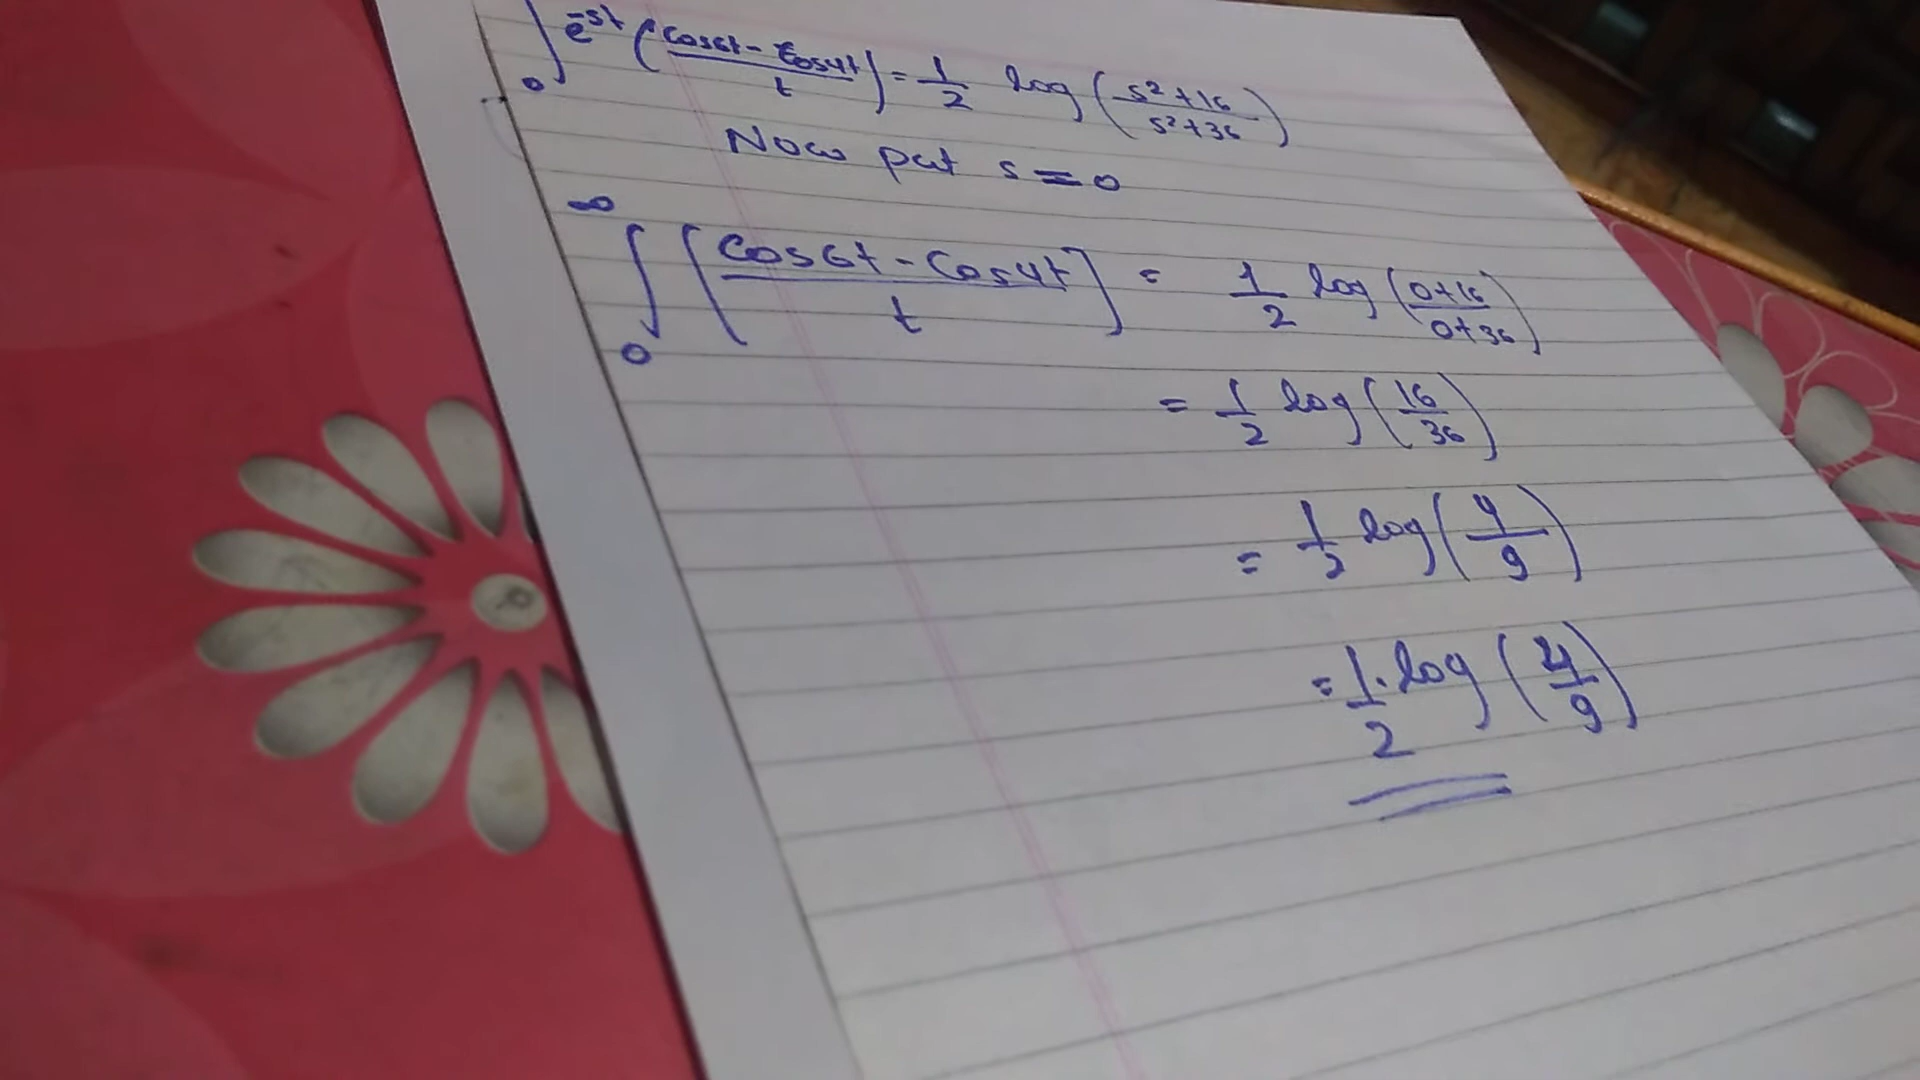 ∫₀ e^-st (cos6t - cos4t / t) = 1/2 log (s²+16 / s²+36)
Now put s = 0
∫₀^∞ [cos6t - cos4t / t] = 1/2 log (0+16 / 0+36)
= 1/2 log (16/36)
= 1/2 log (4/9)
= 1/2 · log (4/9)